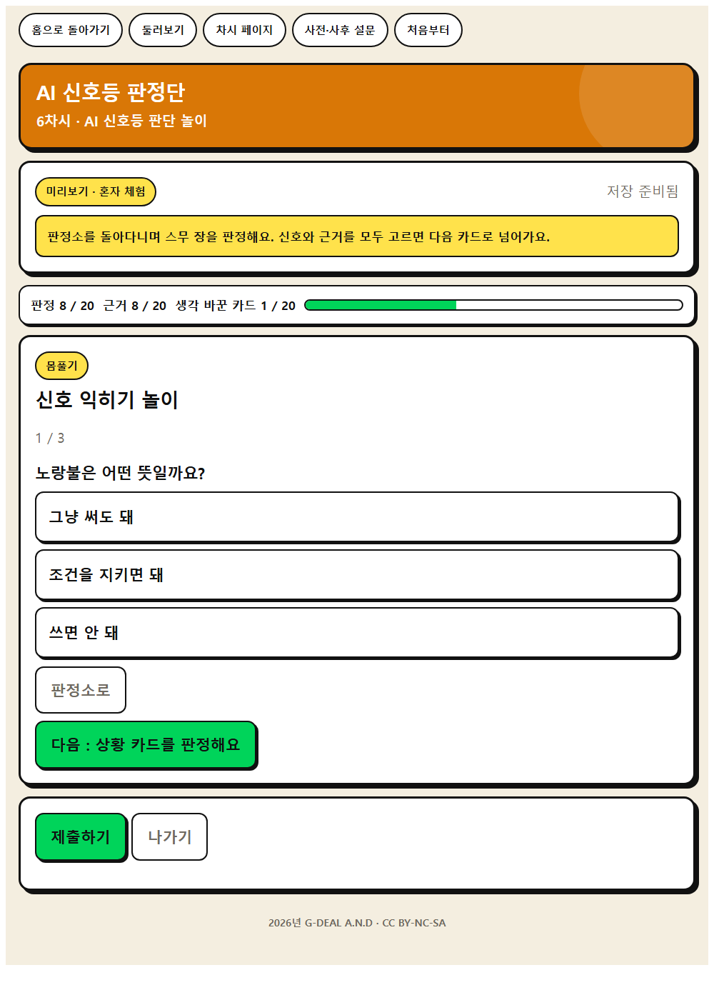 홈으로 돌아가기
둘러보기
차시 페이지
사전·사후 설문
처음부터
AI 신호등 판정단
6차시 · AI 신호등 판단 놀이
미리보기 · 혼자 체험
저장 준비됨
판정소를 돌아다니며 스무 장을 판정해요. 신호와 근거를 모두 고르면 다음 카드로 넘어가요.
판정 8 / 20 근거 8 / 20 생각 바꾼 카드 1 / 20
몸풀기
신호 익히기 놀이
1 / 3
노랑불은 어떤 뜻일까요?
그냥 써도 돼
조건을 지키면 돼
쓰면 안 돼
판정소로
다음 : 상황 카드를 판정해요
제출하기
나가기
2026년 G-DEAL A.N.D · CC BY-NC-SA